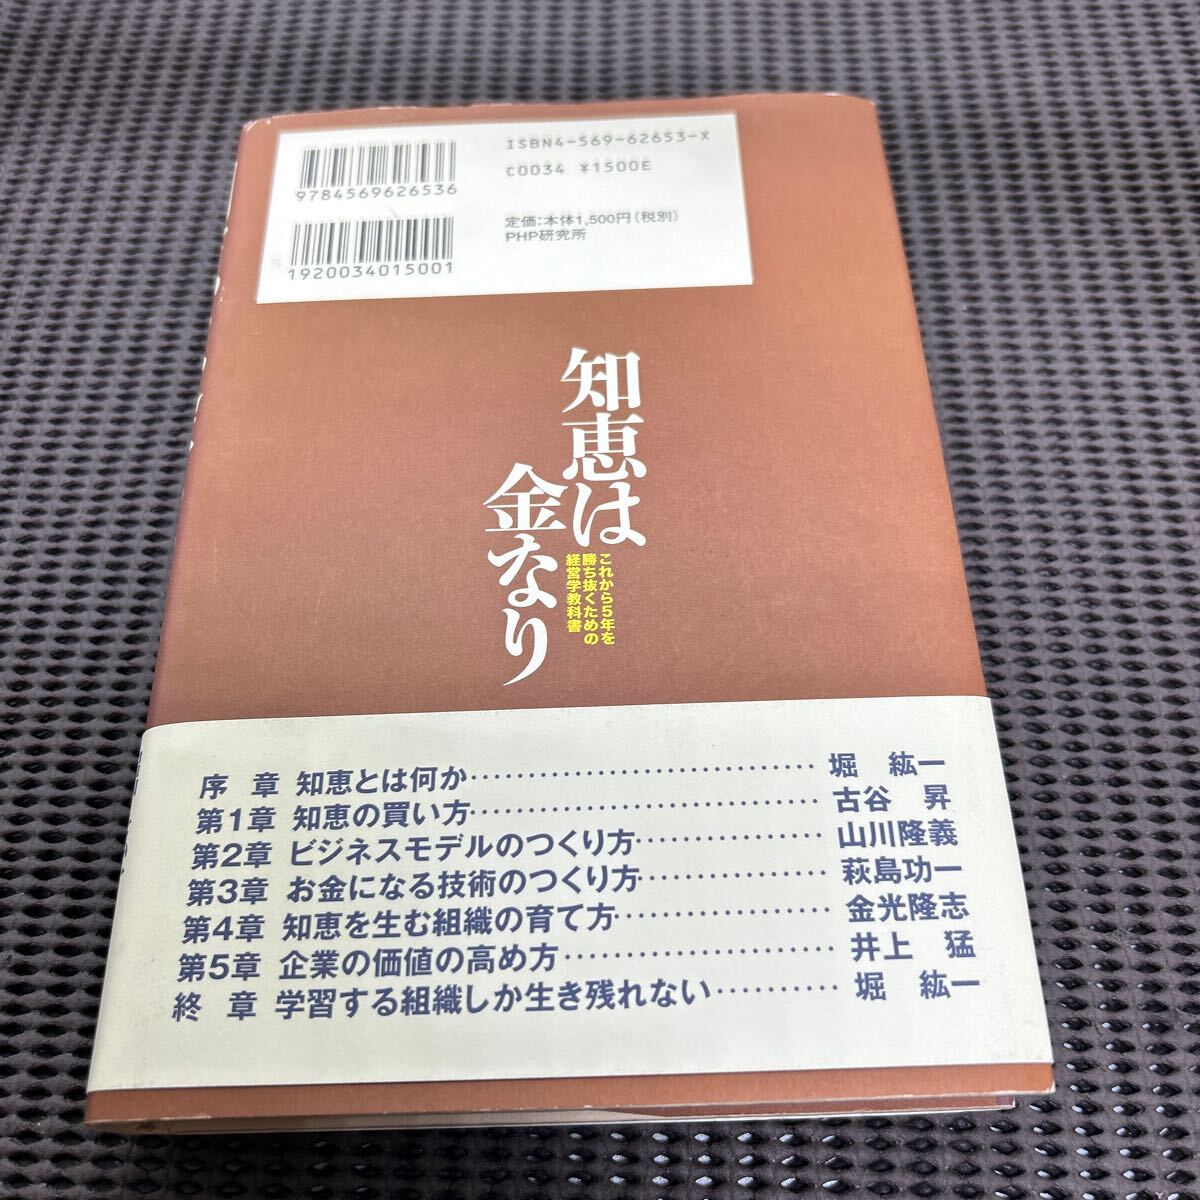 ISBN4-569-62653-X
C0034 ¥1500E
9784569626536
定価:本体1,500円(税別)
PHP研究所
1920034015001
知恵は
金なり
これから5年を
勝ち抜くための
経営学教科書
序 章 知恵とは何か……………………………… 堀 紘一
第1章 知恵の買い方……………………………… 古谷 昇
第2章 ビジネスモデルのつくり方……………… 山川隆義
第3章 お金になる技術のつくり方……………… 萩島功一
第4章 知恵を生む組織の育て方………………… 金光隆志
第5章 企業の価値の高め方……………………… 井上 猛
終 章 学習する組織しか生き残れない………… 堀 紘一